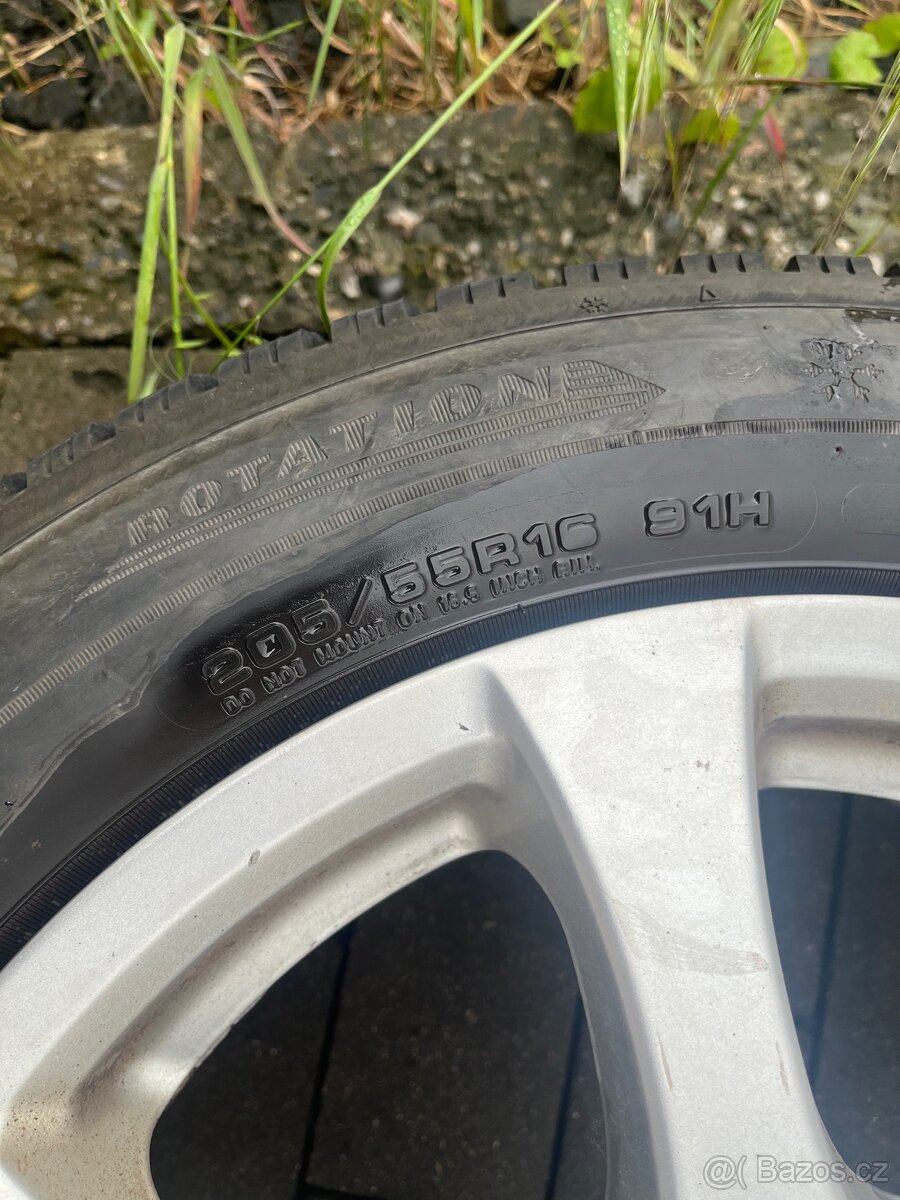 ROTATION
205/55R16 91H
DO NOT MOUNT ON 16.5 INCH RIM.
@( Bazos.cz